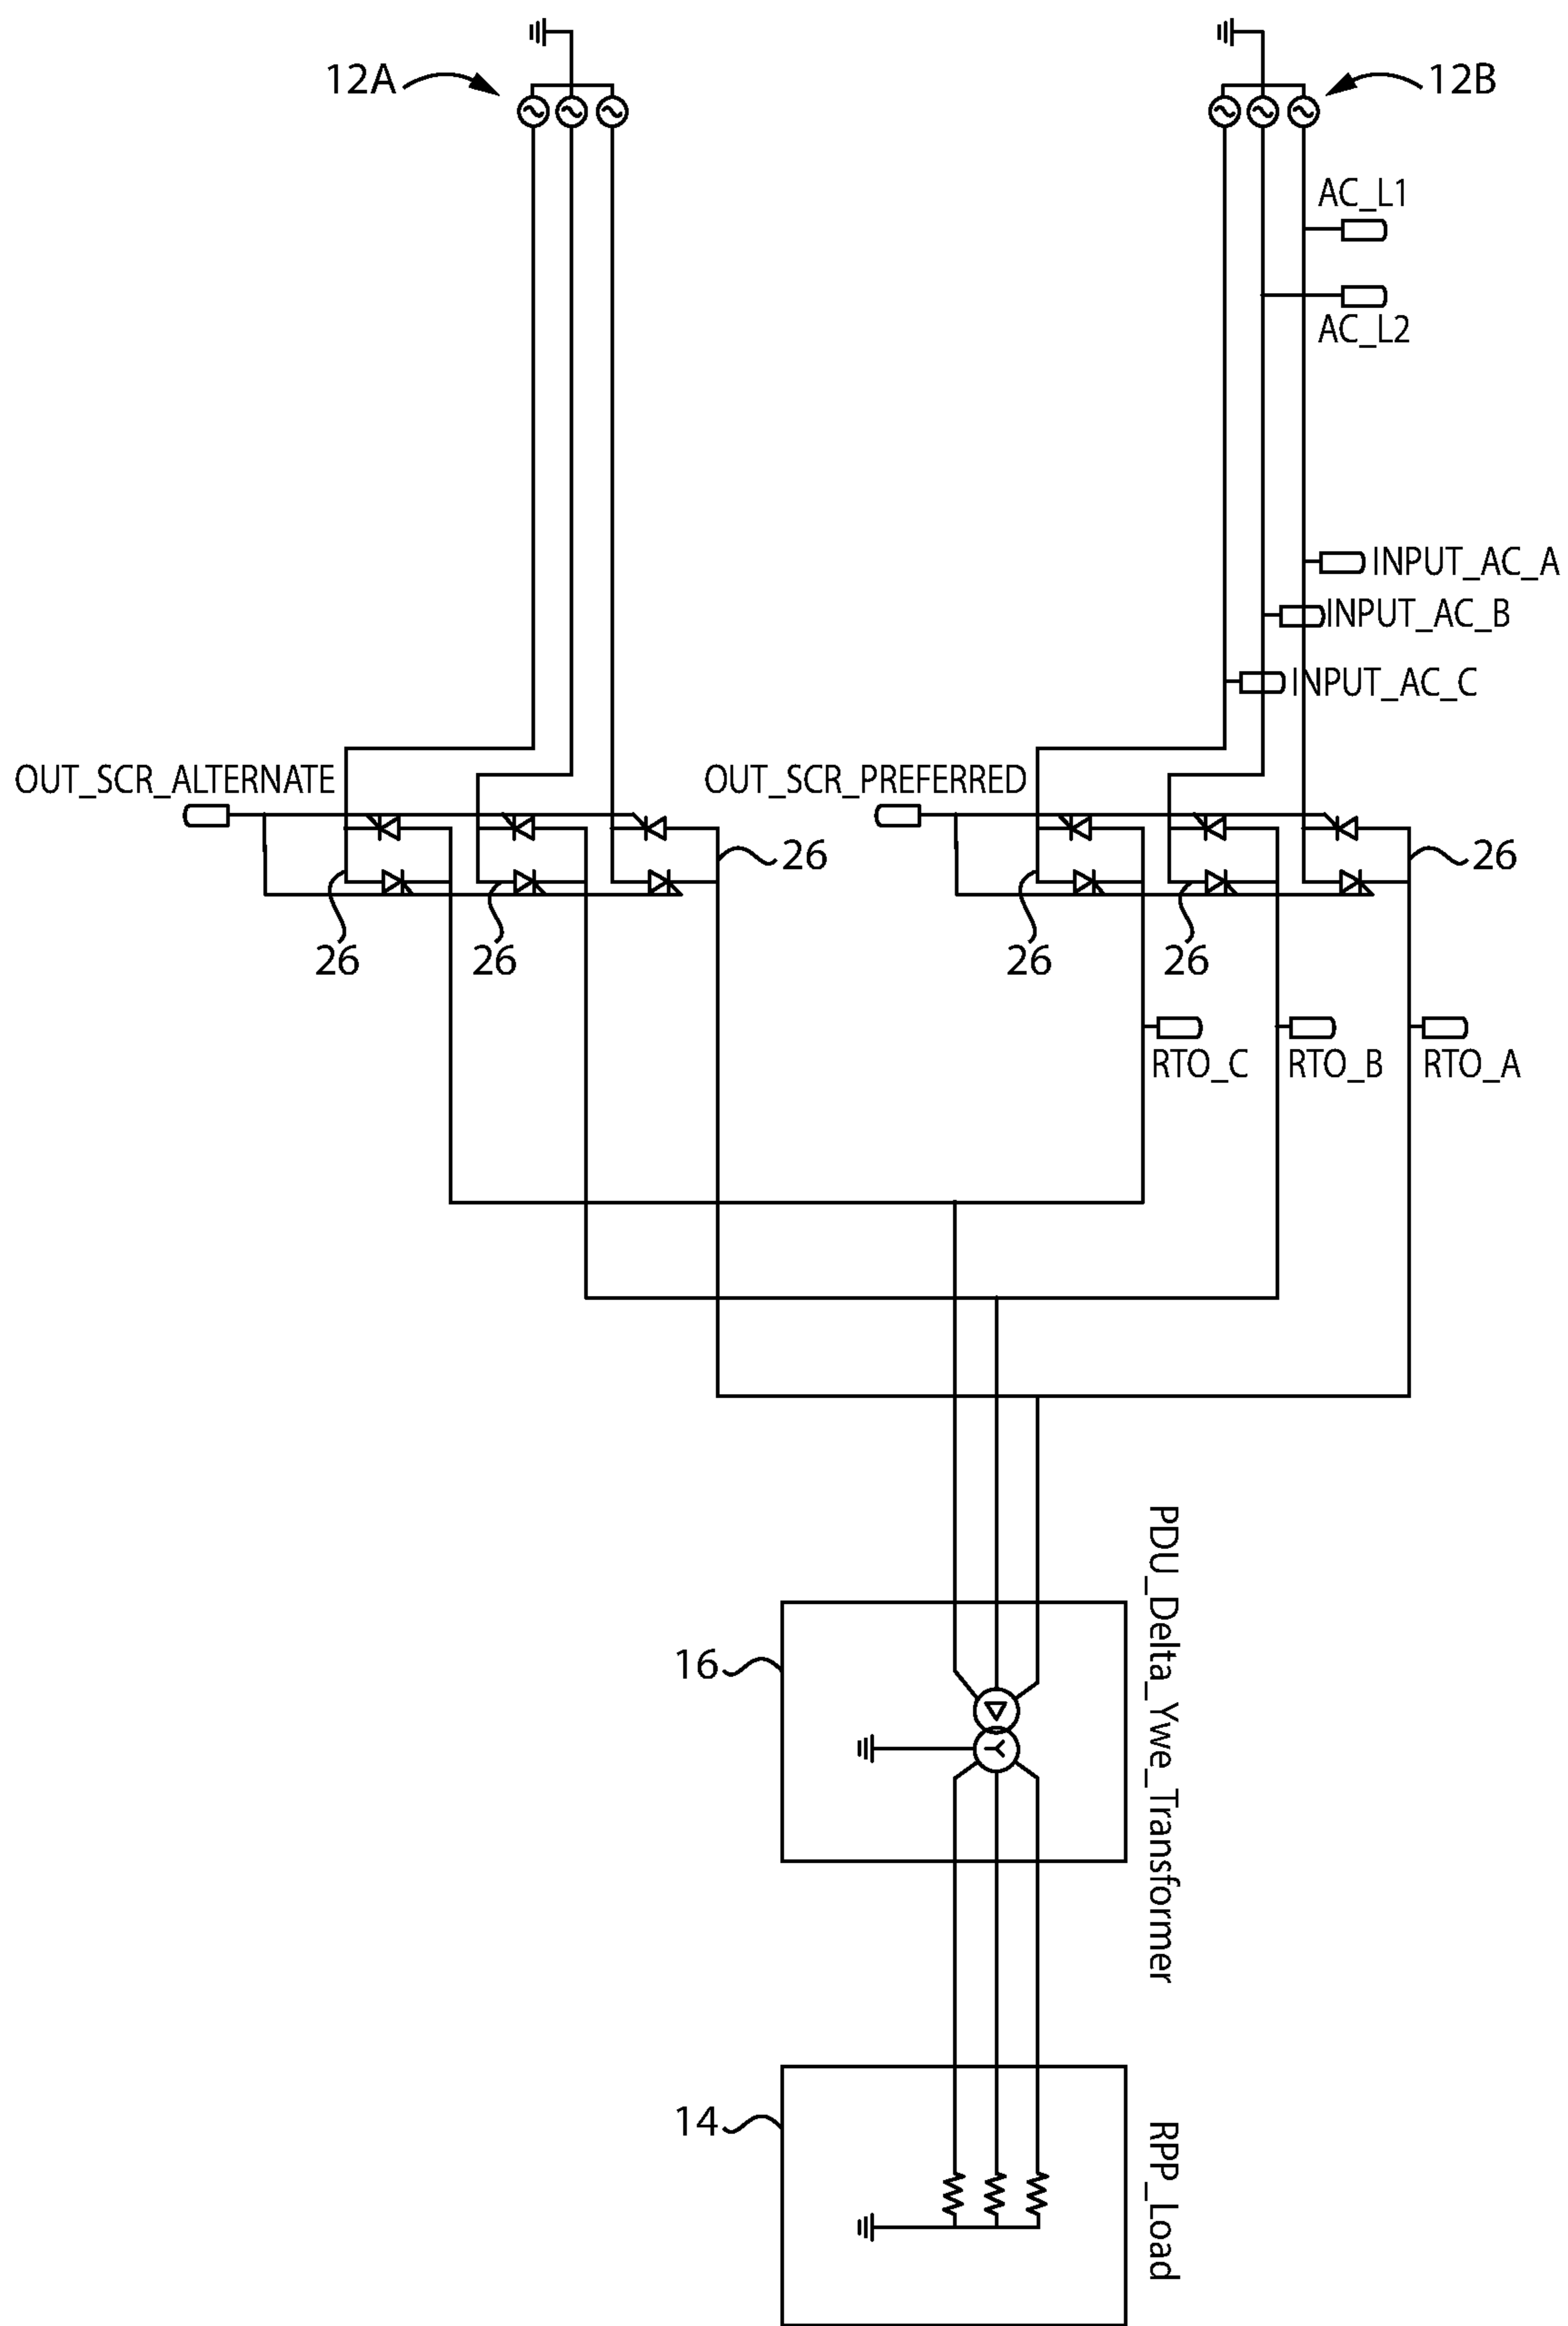 12A
12B
AC_L1
AC_L2
INPUT_AC_A
INPUT_AC_B
INPUT_AC_C
OUT_SCR_ALTERNATE
OUT_SCR_PREFERRED
26
26
26
26
26
26
RTO_C
RTO_B
RTO_A
PDU_Delta_Ywe_Transformer
16
14
RPP_Load